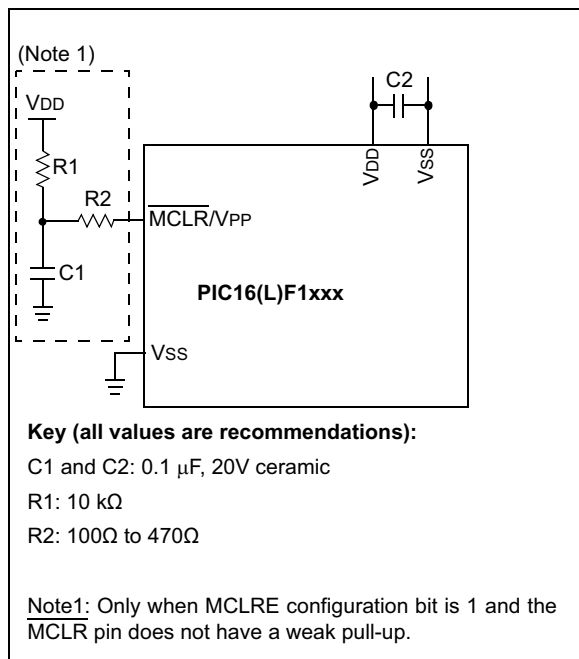 (Note 1)
VDD
R1
R2
C1
C2
VDD
VSS
M̅C̅L̅R̅/VPP
PIC16(L)F1xxx
VSS
Key (all values are recommendations):
C1 and C2: 0.1 μF, 20V ceramic
R1: 10 kΩ
R2: 100Ω to 470Ω
Note1: Only when MCLRE configuration bit is 1 and the
M̅C̅L̅R̅ pin does not have a weak pull-up.